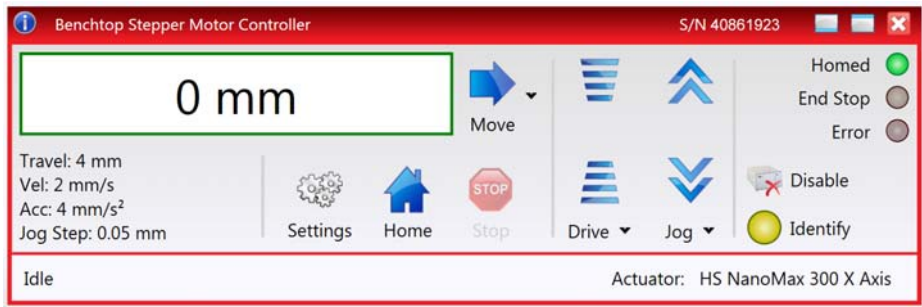 Benchtop Stepper Motor Controller S/N 40861923
0 mm
Move
Homed
End Stop
Error
Travel: 4 mm
Vel: 2 mm/s
Acc: 4 mm/s²
Jog Step: 0.05 mm
Settings
Home
STOP
Stop
Drive
Jog
Disable
Identify
Idle
Actuator: HS NanoMax 300 X Axis